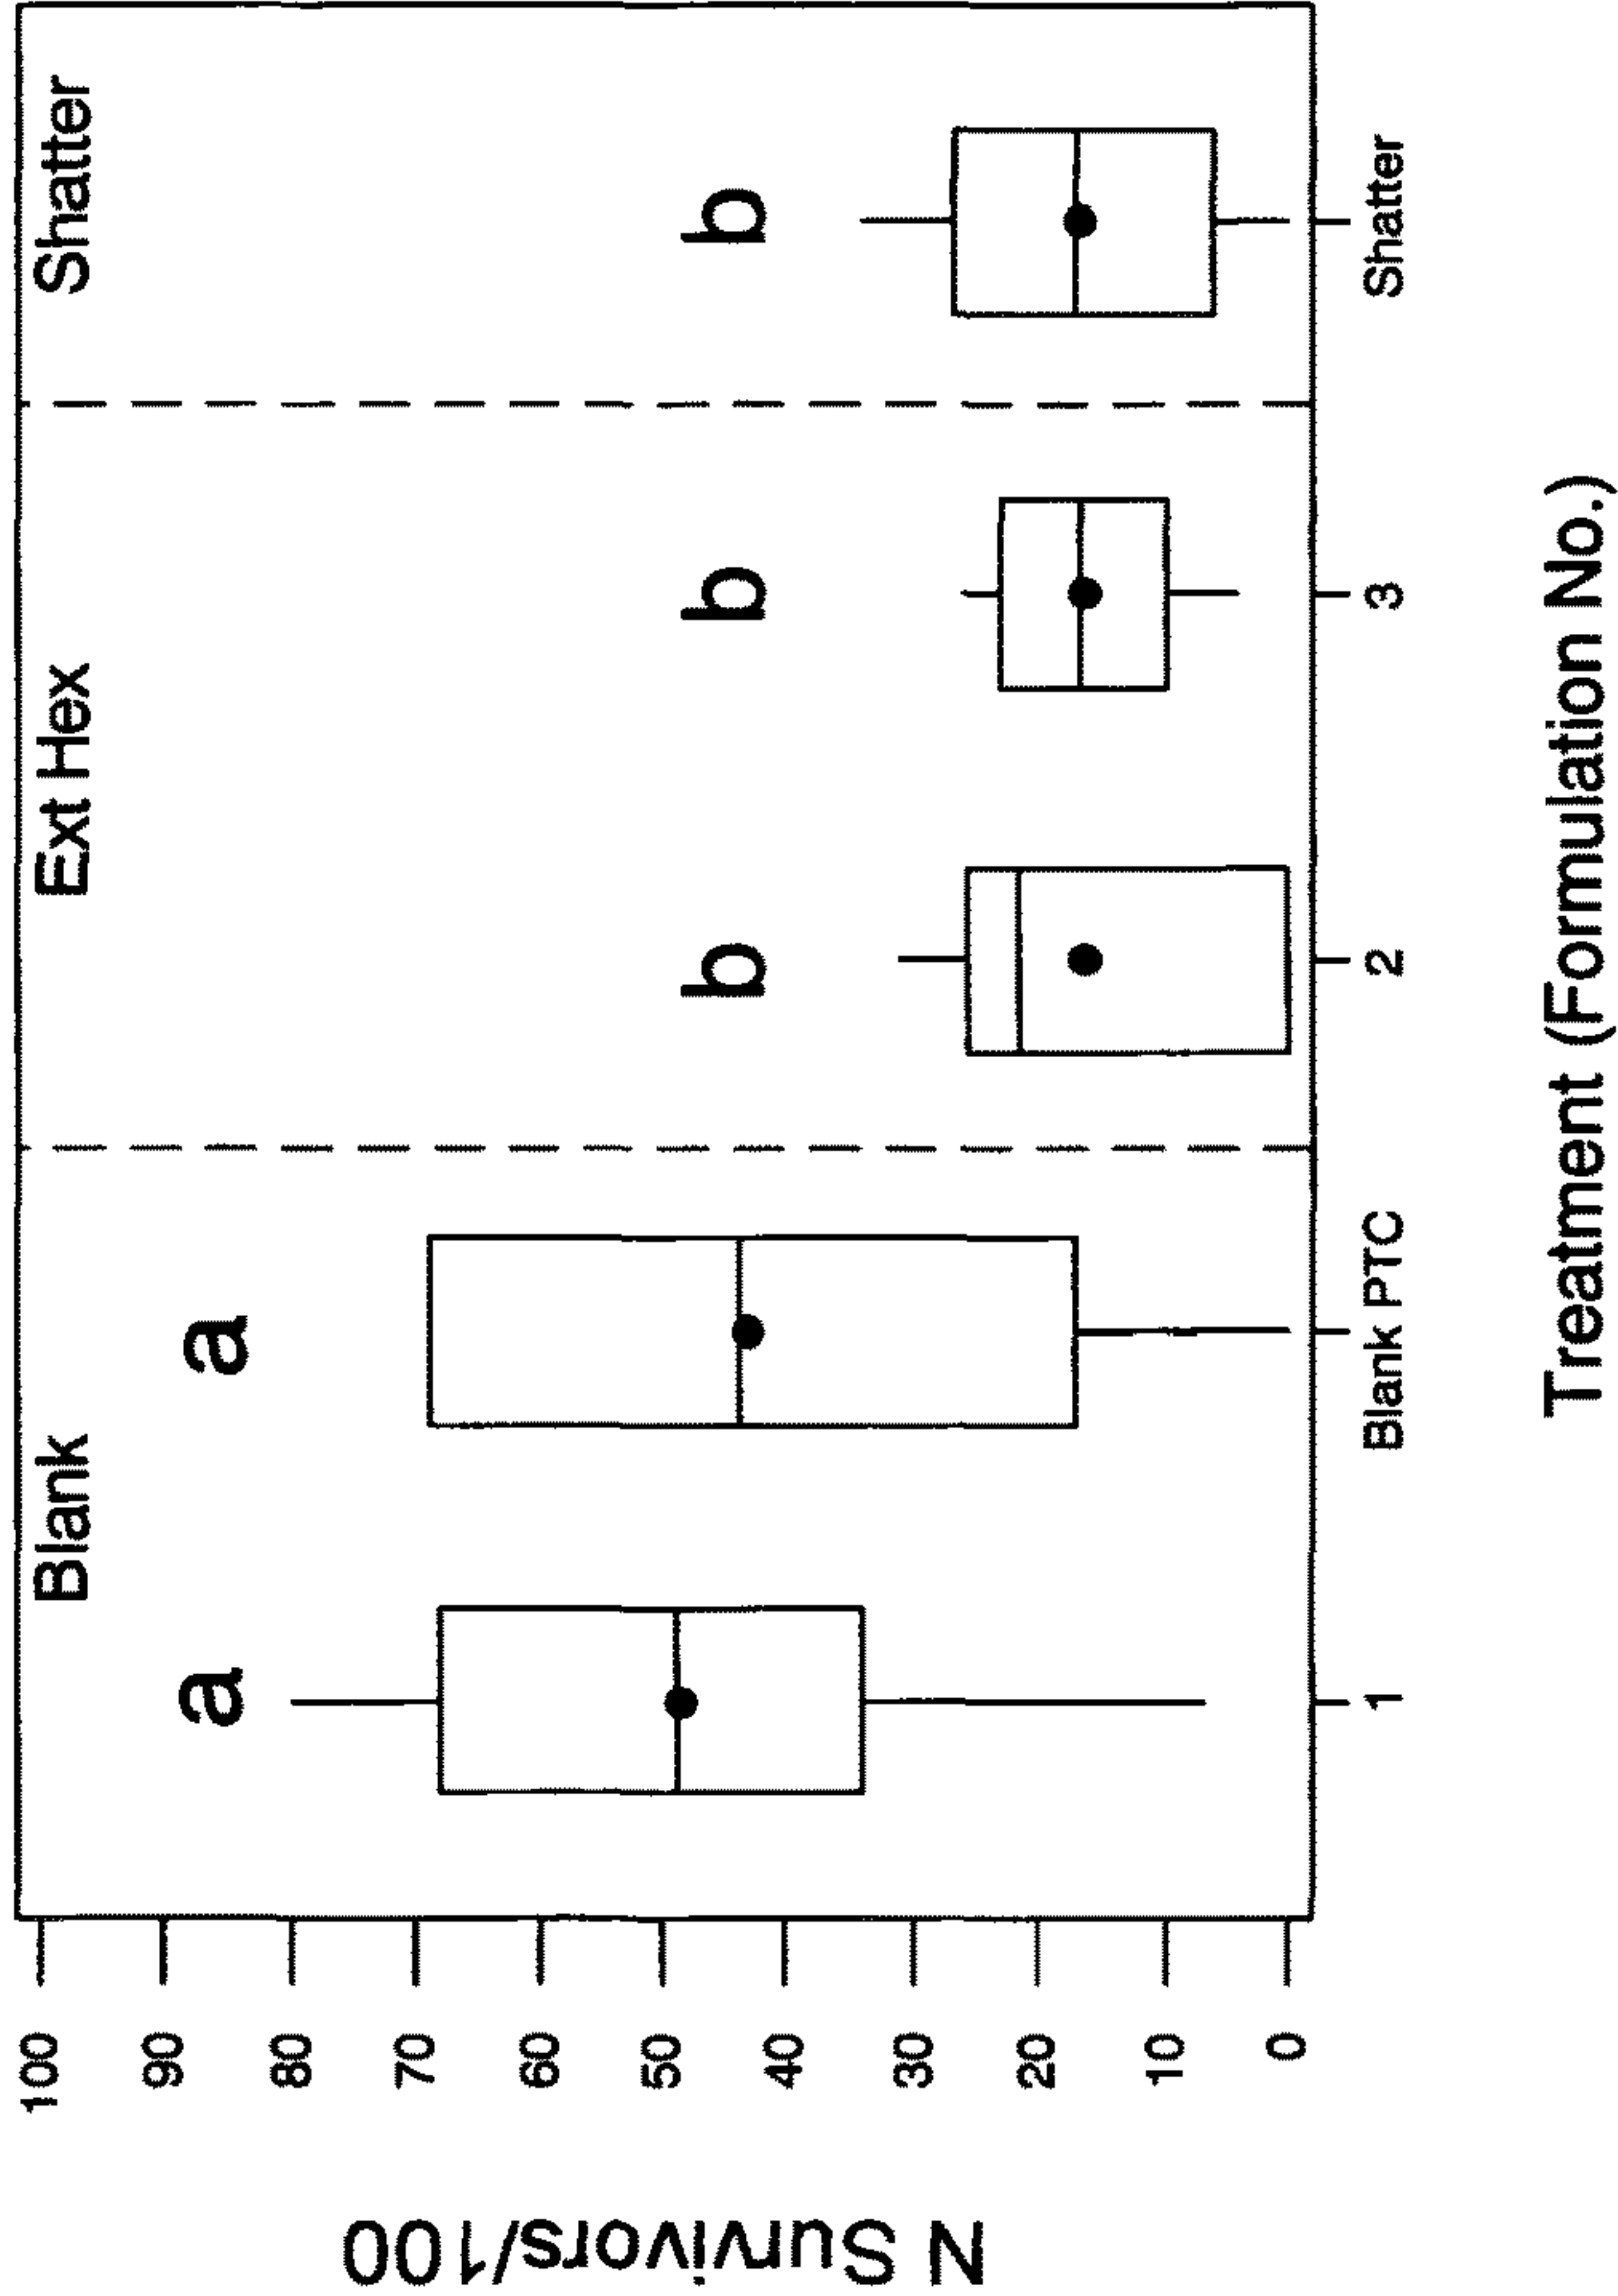 Blank Ext Hex Shatter
a a b b b
100
90
80
70
60
50
40
30
20
10
0
N Survivors/100
1 Blank PTC 2 3 Shatter
Treatment (Formulation No.)